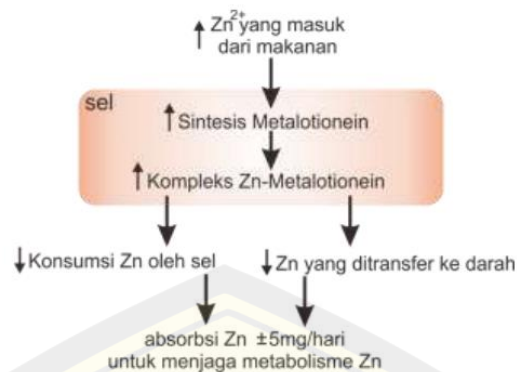 ↑ Zn²⁺ yang masuk
dari makanan
sel
↑ Sintesis Metalotionein
↑ Kompleks Zn-Metalotionein
↓ Konsumsi Zn oleh sel
↓ Zn yang ditransfer ke darah
absorbsi Zn ±5mg/hari
untuk menjaga metabolisme Zn